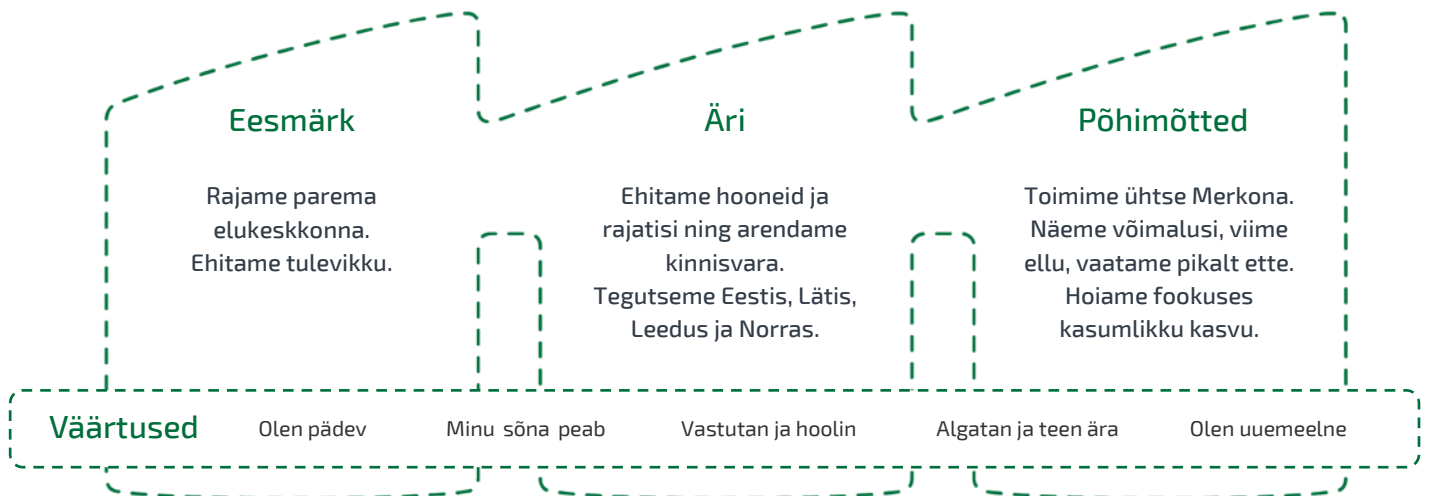 Eesmärk
Rajame parema
elukeskkonna.
Ehitame tulevikku.
Äri
Ehitame hooneid ja
rajatisi ning arendame
kinnisvara.
Tegutseme Eestis, Lätis,
Leedus ja Norras.
Põhimõtted
Toimime ühtse Merkona.
Näeme võimalusi, viime
ellu, vaatame pikalt ette.
Hoiame fookuses
kasumlikku kasvu.
Väärtused
Olen pädev
Minu sõna peab
Vastutan ja hoolin
Algatan ja teen ära
Olen uuemeelne